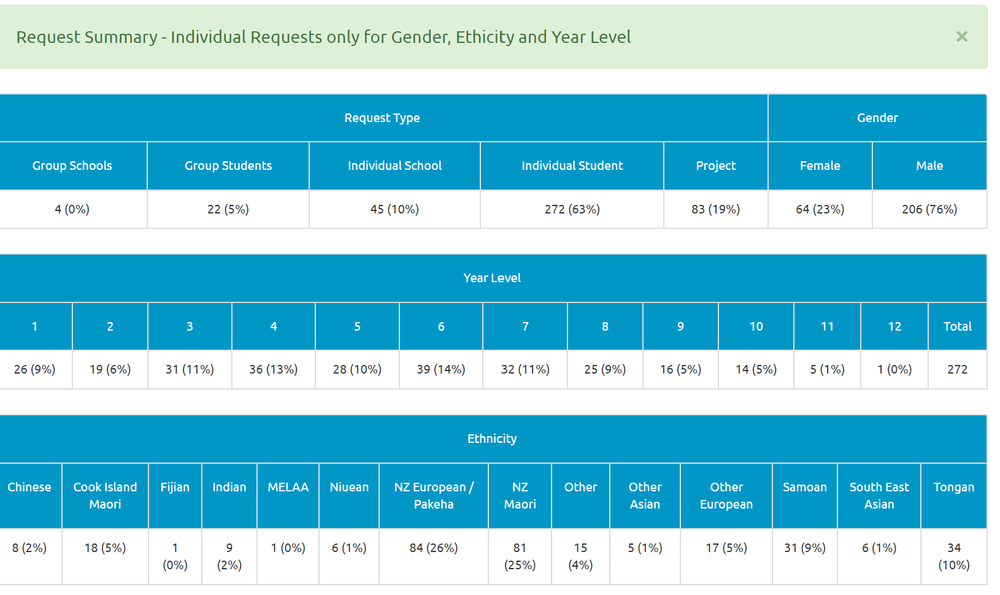 Request Summary - Individual Requests only for Gender, Ethicity and Year Level ×
Request Type Gender
Group Schools Group Students Individual School Individual Student Project Female Male
4 (0%) 22 (5%) 45 (10%) 272 (63%) 83 (19%) 64 (23%) 206 (76%)
Year Level
1 2 3 4 5 6 7 8 9 10 11 12 Total
26 (9%) 19 (6%) 31 (11%) 36 (13%) 28 (10%) 39 (14%) 32 (11%) 25 (9%) 16 (5%) 14 (5%) 5 (1%) 1 (0%) 272
Ethnicity
Chinese Cook Island Fijian Indian MELAA Niuean NZ European / NZ Other Other Other Samoan South East Tongan
Maori Pakeha Maori Asian European Asian
8 (2%) 18 (5%) 1 9 1 (0%) 6 (1%) 84 (26%) 81 15 5 (1%) 17 (5%) 31 (9%) 6 (1%) 34
(0%) (2%) (25%) (4%) (10%)